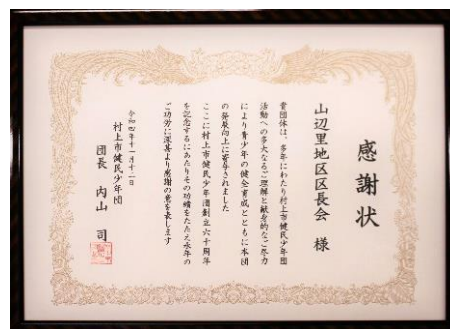 感謝状
山辺里地区区長会 様
貴団体は、多年にわたり村上市健民少年団
活動への多大なるご理解と献身的なご尽力
により青少年の健全育成とともに本団
の発展向上に寄与されました
ここに村上市健民少年団創立六十周年
を記念するにあたりその功績をたたえ永年の
ご功労に深甚より感謝の意を表します
令和四年十一月十二日
村上市健民少年団
団長 内山 司